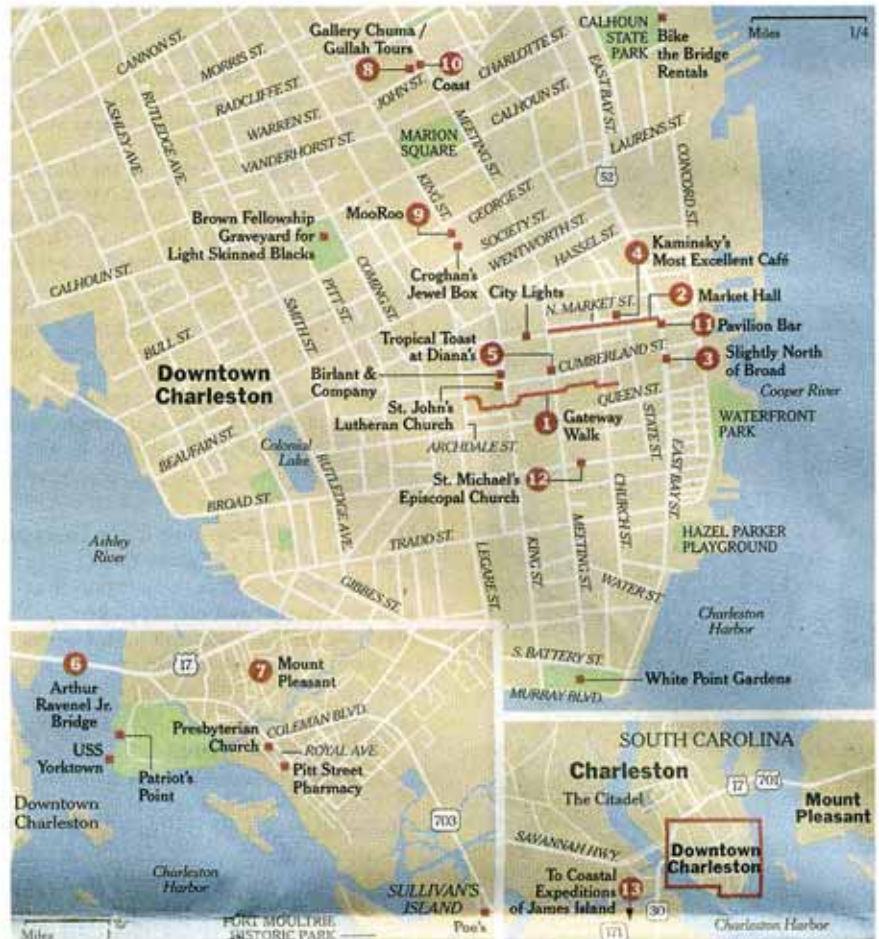 CALHOUN
STATE
PARK
Bike
the Bridge
Rentals
Miles 1/4
Gallery Chuma /
Gullah Tours
8
10
Coast
CANNON ST.
MORRIS ST.
RADCLIFFE ST.
WARREN ST.
VANDERHORST ST.
JOHN ST.
CHARLOTTE ST.
CALHOUN ST.
EAST BAY ST.
LAURENS ST.
CONCORD ST.
ASHLEY AVE.
RUTLEDGE AVE.
MARION
SQUARE
MEETING ST.
KING ST.
52
GEORGE ST.
SOCIETY ST.
WENTWORTH ST.
HASSEL ST.
MooRoo
9
Brown Fellowship
Graveyard for
Light Skinned Blacks
4
Kaminsky's
Most Excellent Café
Croghan's
Jewel Box
City Lights
N. MARKET ST.
2
Market Hall
11
Pavilion Bar
CALHOUN ST.
COMING ST.
PITT ST.
SMITH ST.
BULL ST.
Tropical Toast
at Diana's
5
CUMBERLAND ST.
3
Slightly North
of Broad
Downtown
Charleston
Birlant &
Company
Cooper River
St. John's
Lutheran Church
QUEEN ST.
1
Gateway
Walk
STATE ST.
WATERFRONT
PARK
ARCHDALE ST.
BEAUFAIN ST.
Colonial
Lake
RUTLEDGE AVE.
St. Michael's
Episcopal Church
12
EAST BAY ST.
CHURCH ST.
BROAD ST.
Ashley
River
TRADD ST.
HAZEL PARKER
PLAYGROUND
LEGARE ST.
KING ST.
MEETING ST.
WATER ST.
GIBBES ST.
Charleston
Harbor
S. BATTERY ST.
White Point Gardens
MURRAY BLVD.
6
Arthur
Ravenel Jr.
Bridge
17
7
Mount
Pleasant
Presbyterian
Church
COLEMAN BLVD.
ROYAL AVE.
Pitt Street
Pharmacy
USS
Yorktown
Patriot's
Point
Downtown
Charleston
703
Charleston
Harbor
SULLIVAN'S
ISLAND
Poe's
FORT MOULTRIE
HISTORIC PARK
Miles
SOUTH CAROLINA
Charleston
The Citadel
17
701
Mount
Pleasant
SAVANNAH HWY.
Downtown
Charleston
To Coastal
Expeditions
of James Island
13
30
171
Charleston Harbor